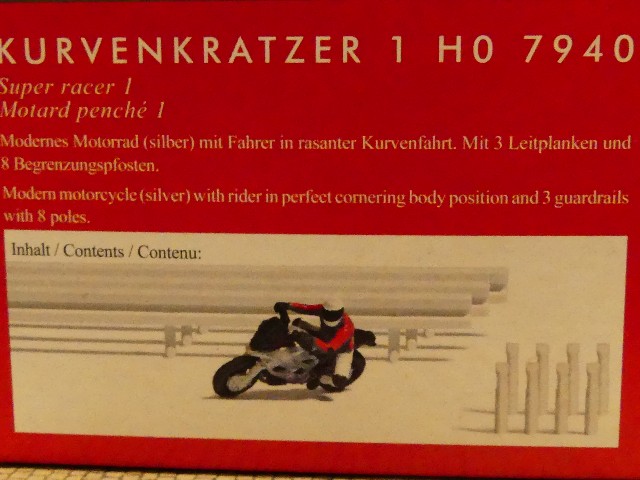 KURVENKRATZER 1 H0 7940
Super racer 1
Motard penché 1
Modernes Motorrad (silber) mit Fahrer in rasanter Kurvenfahrt. Mit 3 Leitplanken und
8 Begrenzungspfosten.
Modern motorcycle (silver) with rider in perfect cornering body position and 3 guardrails
with 8 poles.
Inhalt / Contents / Contenu: